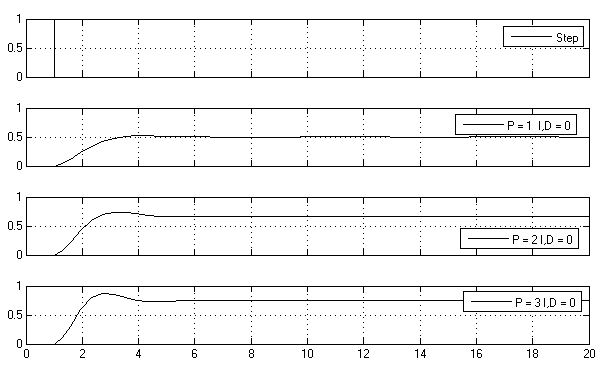 1
0.5
0
Step
1
0.5
0
P = 1 I,D = 0
1
0.5
0
P = 2 I,D = 0
1
0.5
0
P = 3 I,D = 0
0 2 4 6 8 10 12 14 16 18 20